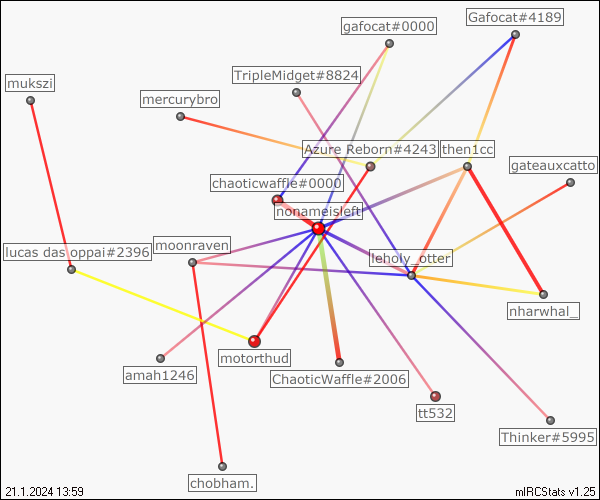 gafocat#0000
Gafocat#4189
TripleMidget#8824
mukszi
mercurybro
Azure Reborn#4243
then1cc
gateauxcatto
chaoticwaffle#0000
nonameisleft
moonraven
lucas das oppai#2396
leholy_otter
nharwhal_
motorthud
amah1246
ChaoticWaffle#2006
tt532
Thinker#5995
chobham.
21.1.2024 13:59
mIRCStats v1.25